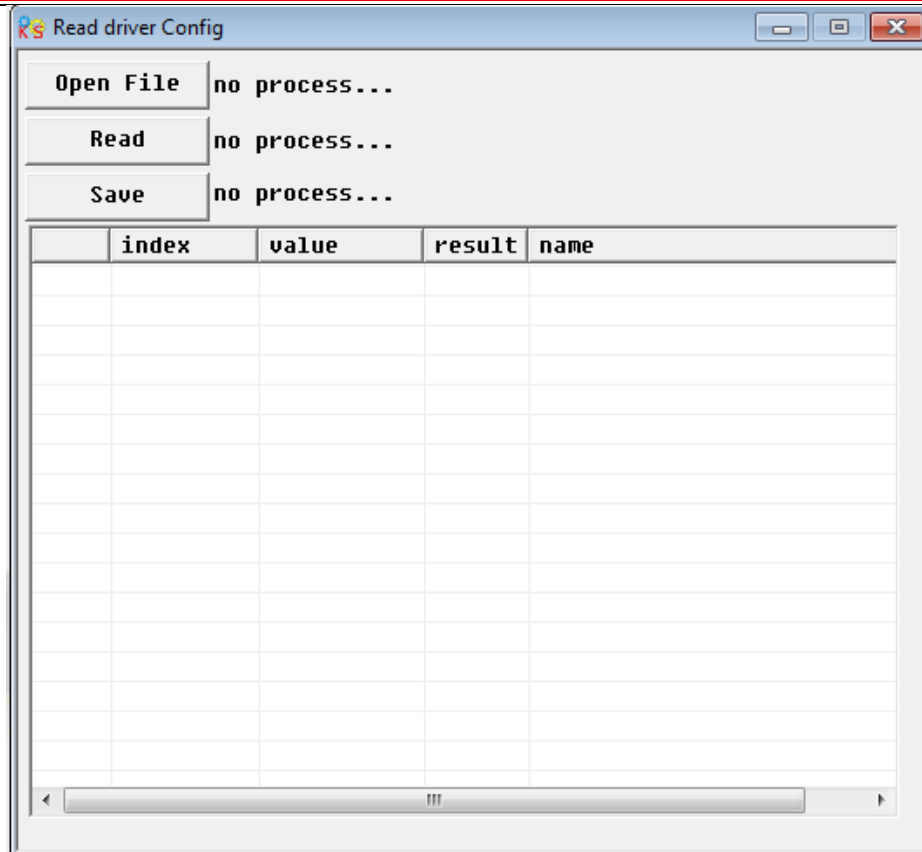 Read driver Config
Open File no process...
Read no process...
Save no process...
index value result name